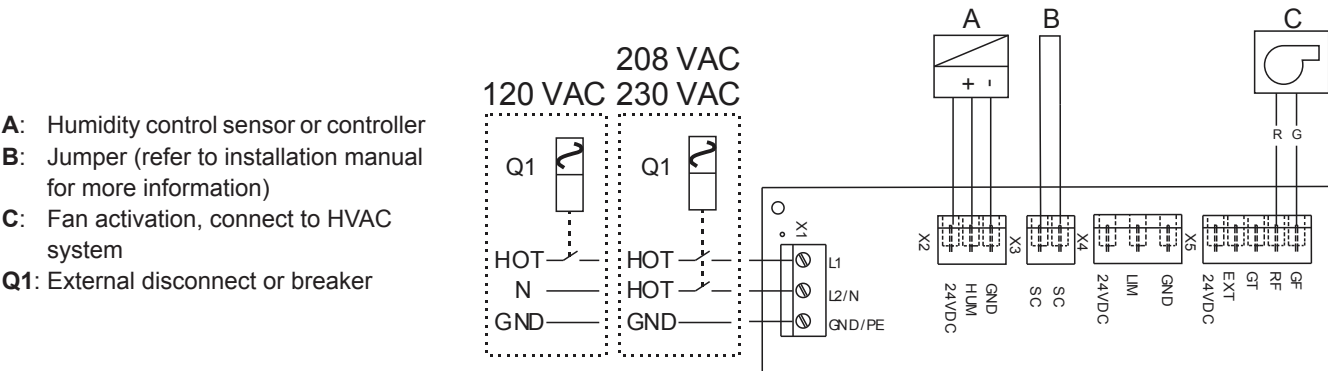 A: Humidity control sensor or controller
B: Jumper (refer to installation manual
for more information)
C: Fan activation, connect to HVAC
system
Q1: External disconnect or breaker
120 VAC
208 VAC
230 VAC
Q1
Q1
HOT
N
GND
HOT
HOT
GND
X1
L1
L2/N
GND/PE
A
+ -
B
C
R G
X2
24VDC
HUM
GND
X3
SC
SC
X4
24VDC
LIM
GND
X5
24VDC
EXT
GT
RF
GF